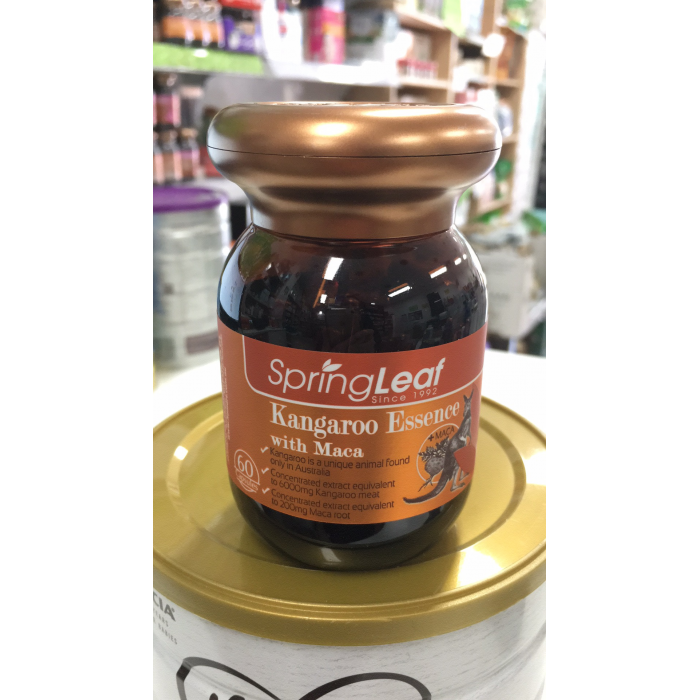 SpringLeaf
Since 1992
Kangaroo Essence
with Maca
+MACA
Kangaroo is a unique animal found
only in Australia
60
Concentrated extract equivalent
to 6000mg Kangaroo meat
Concentrated extract equivalent
to 200mg Maca root